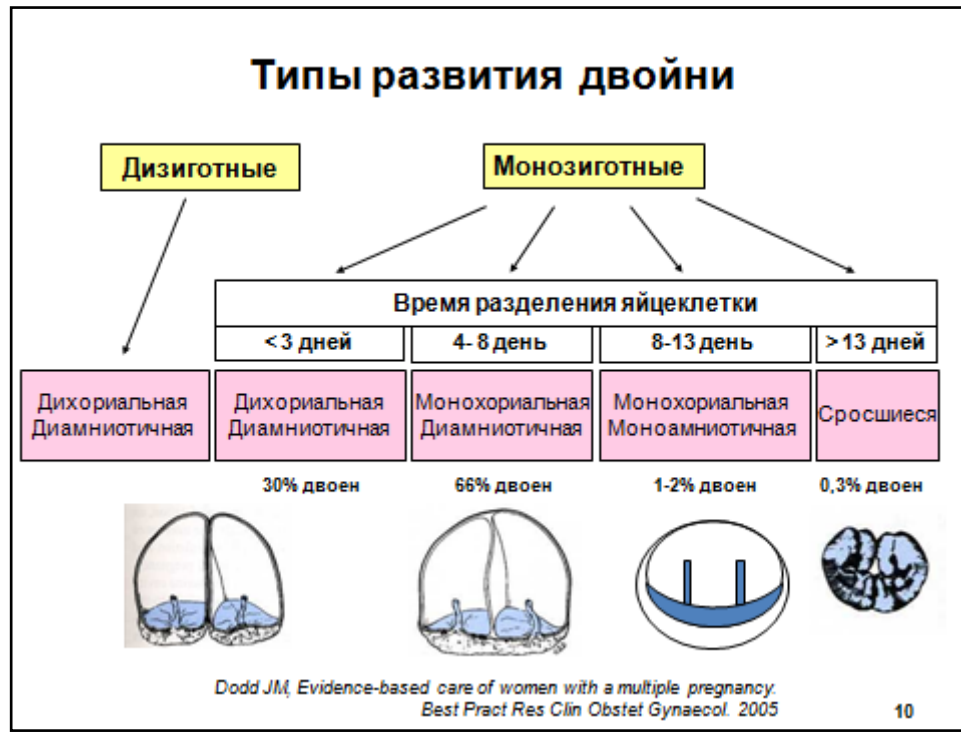 Типы развития двойни
Дизиготные
Монозиготные
Время разделения яйцеклетки
< 3 дней
4- 8 день
8-13 день
> 13 дней
Дихориальная
Диамниотичная
Дихориальная
Диамниотичная
Монохориальная
Диамниотичная
Монохориальная
Моноамниотичная
Сросшиеся
30% двоен
66% двоен
1-2% двоен
0,3% двоен
Dodd JM, Evidence-based care of women with a multiple pregnancy.
Best Pract Res Clin Obstet Gynaecol. 2005
10